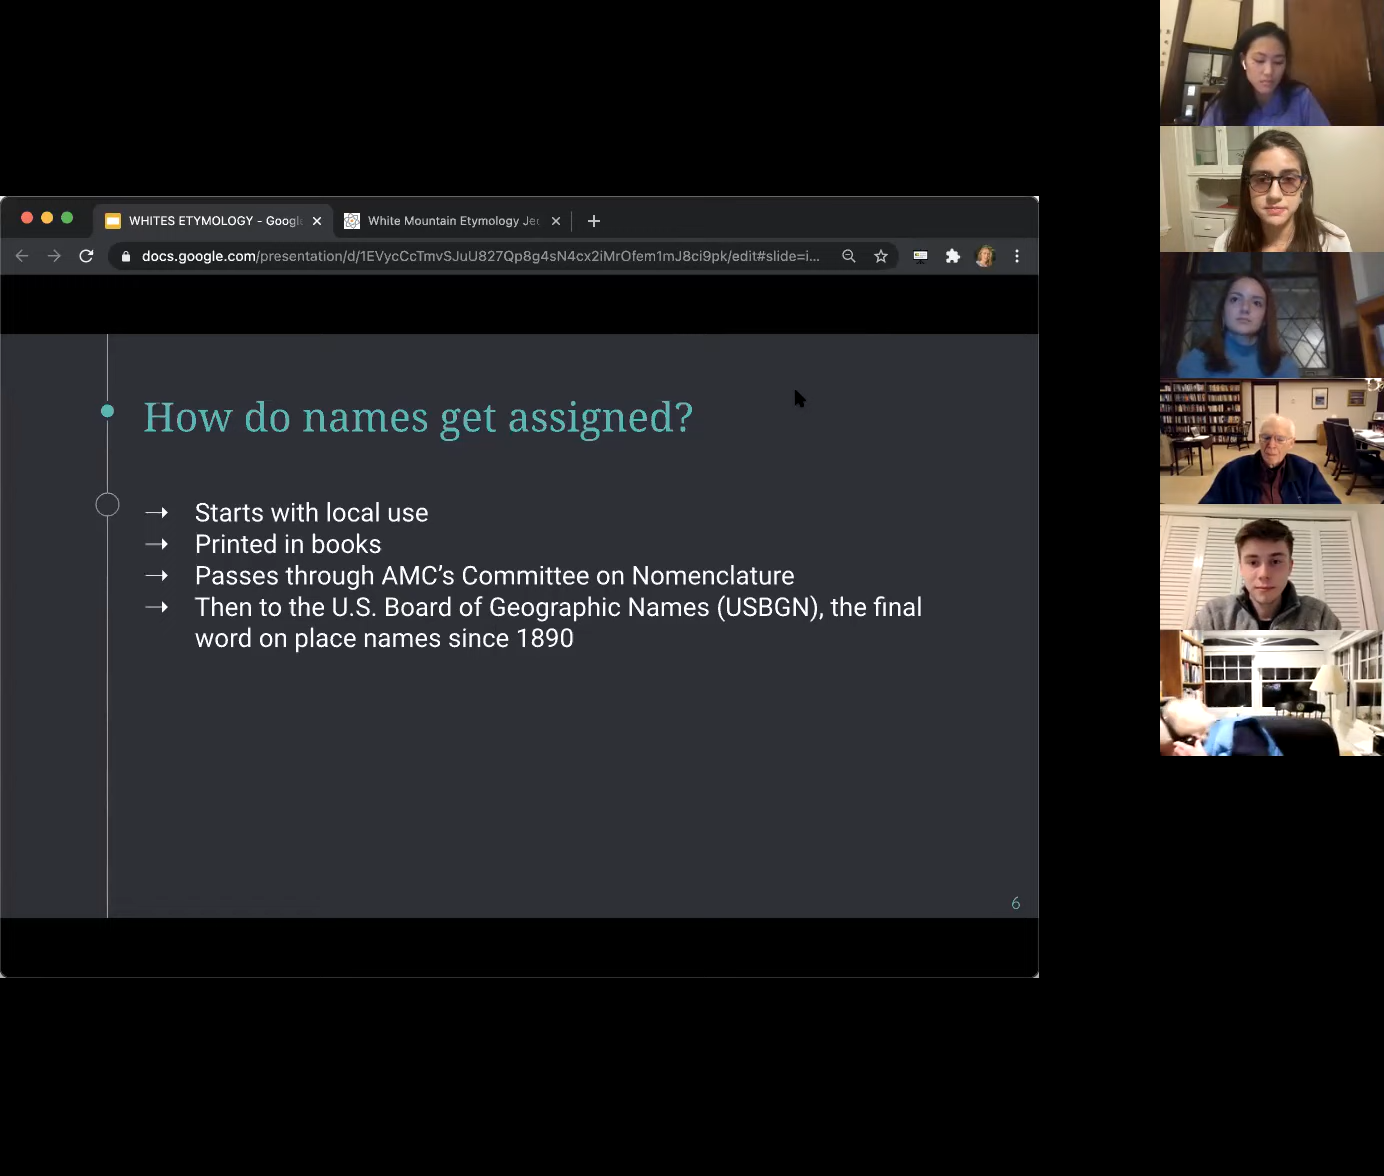 WHITES ETYMOLOGY - Google
White Mountain Etymology Jeo
docs.google.com/presentation/d/1EVycCcTmvSJuU827Qp8g4sN4cx2iMrOfem1mJ8ci9pk/edit#slide=i...
How do names get assigned?
→ Starts with local use
→ Printed in books
→ Passes through AMC’s Committee on Nomenclature
→ Then to the U.S. Board of Geographic Names (USBGN), the final
word on place names since 1890
6